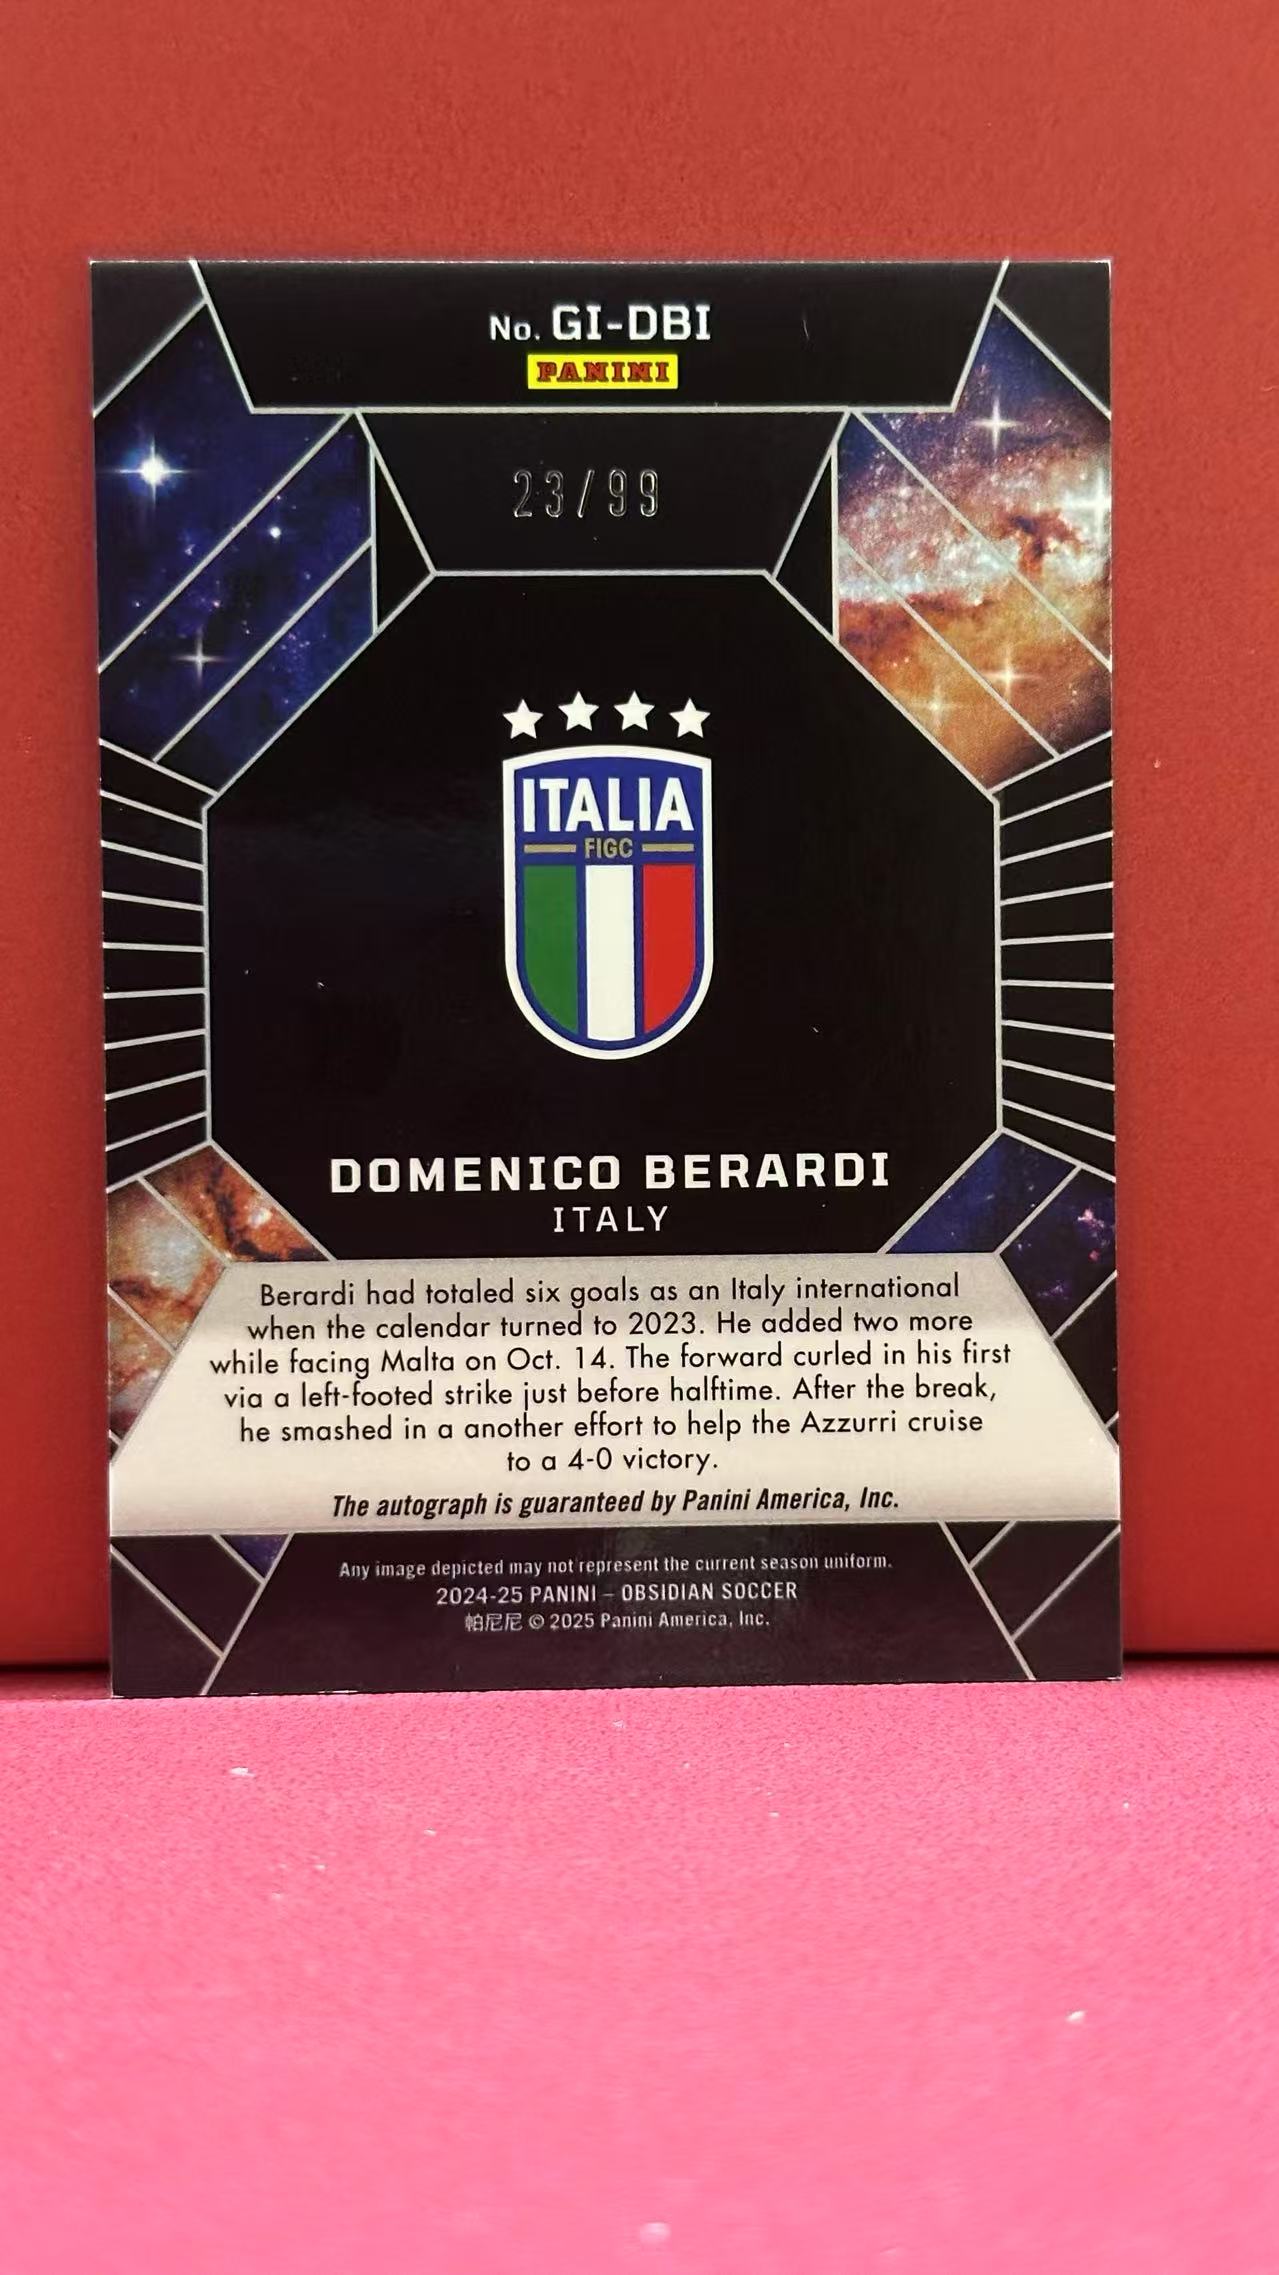 No. GI-DBI
PANINI
23/99
ITALIA
FIGC
DOMENICO BERARDI
ITALY
Berardi had totaled six goals as an Italy international
when the calendar turned to 2023. He added two more
while facing Malta on Oct. 14. The forward curled in his first
via a left-footed strike just before halftime. After the break,
he smashed in a another effort to help the Azzurri cruise
to a 4-0 victory.
The autograph is guaranteed by Panini America, Inc.
Any image depicted may not represent the current season uniform.
2024-25 PANINI – OBSIDIAN SOCCER
帕尼尼 © 2025 Panini America, Inc.